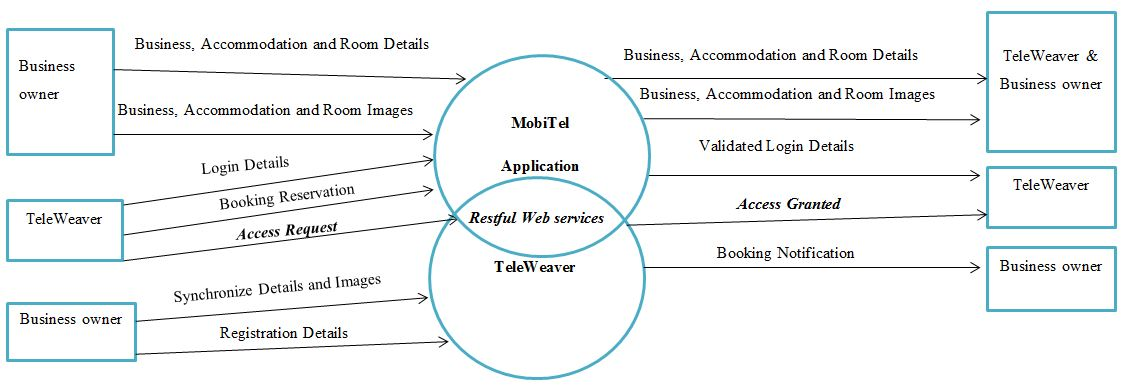 Business
owner
Business, Accommodation and Room Details
Business, Accommodation and Room Images
TeleWeaver
Login Details
Booking Reservation
Access Request
Business owner
Synchronize Details and Images
Registration Details
MobiTel
Application
Restful Web services
TeleWeaver
Business, Accommodation and Room Details
Business, Accommodation and Room Images
Validated Login Details
Access Granted
Booking Notification
TeleWeaver &
Business owner
TeleWeaver
Business owner